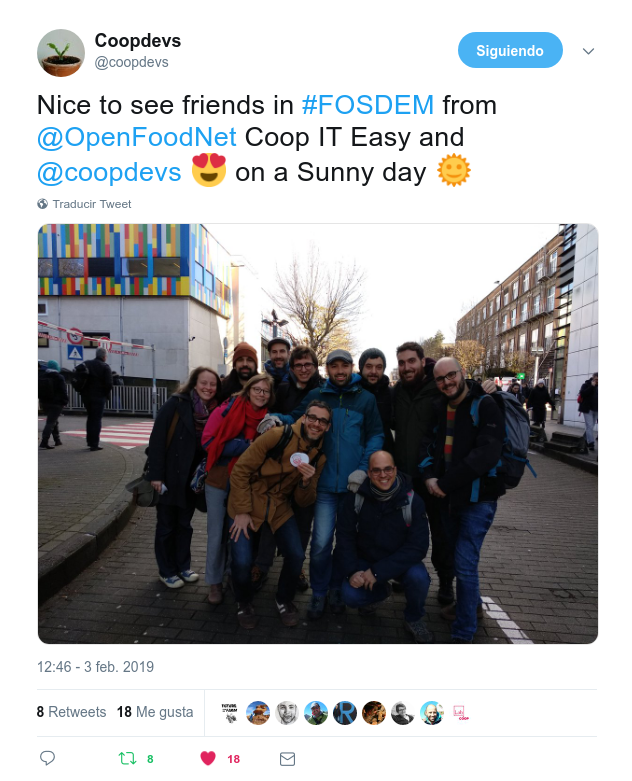 Coopdevs
@coopdevs
Siguiendo
Nice to see friends in #FOSDEM from
@OpenFoodNet Coop IT Easy and
@coopdevs 😍 on a Sunny day 🌞
Traducir Tweet
12:46 - 3 feb. 2019
8 Retweets 18 Me gusta
8 18